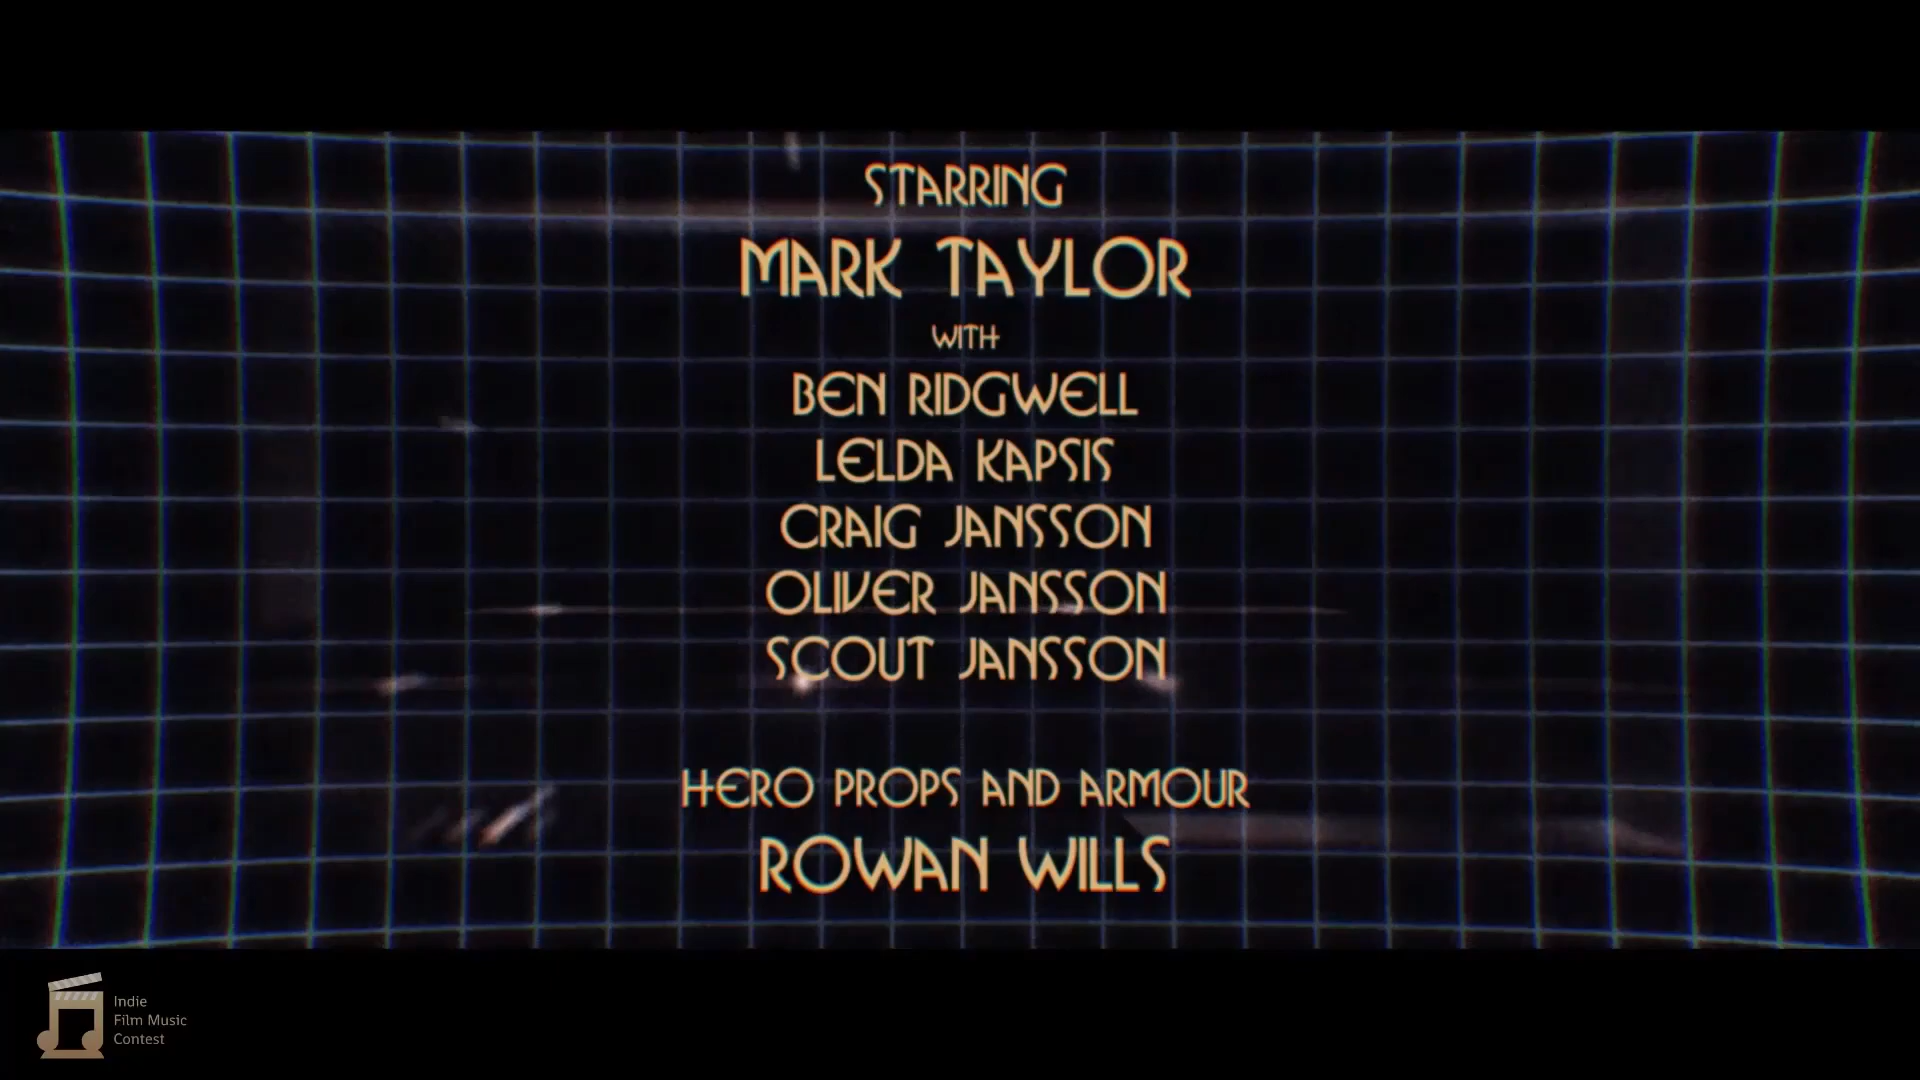 STARRING
MARK TAYLOR
WITH
BEN RIDGWELL
LELDA KAPSIS
CRAIG JANSSON
OLIVER JANSSON
SCOUT JANSSON
HERO PROPS AND ARMOUR
ROWAN WILLS
Indie
Film Music
Contest